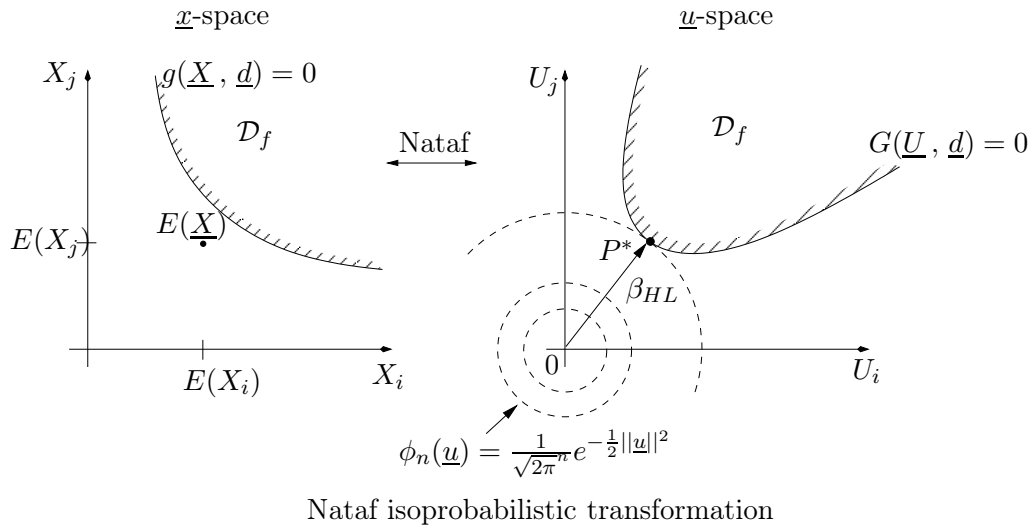 x-space
u-space
X_j
g(X, d) = 0
U_j
D_f
D_f
Nataf
G(U, d) = 0
E(X_j)
E(X)
P*
β_HL
0
E(X_i)
X_i
U_i
ϕ_n(u) = 1/√2π^n e^{-1/2||u||^2}
Nataf isoprobabilistic transformation